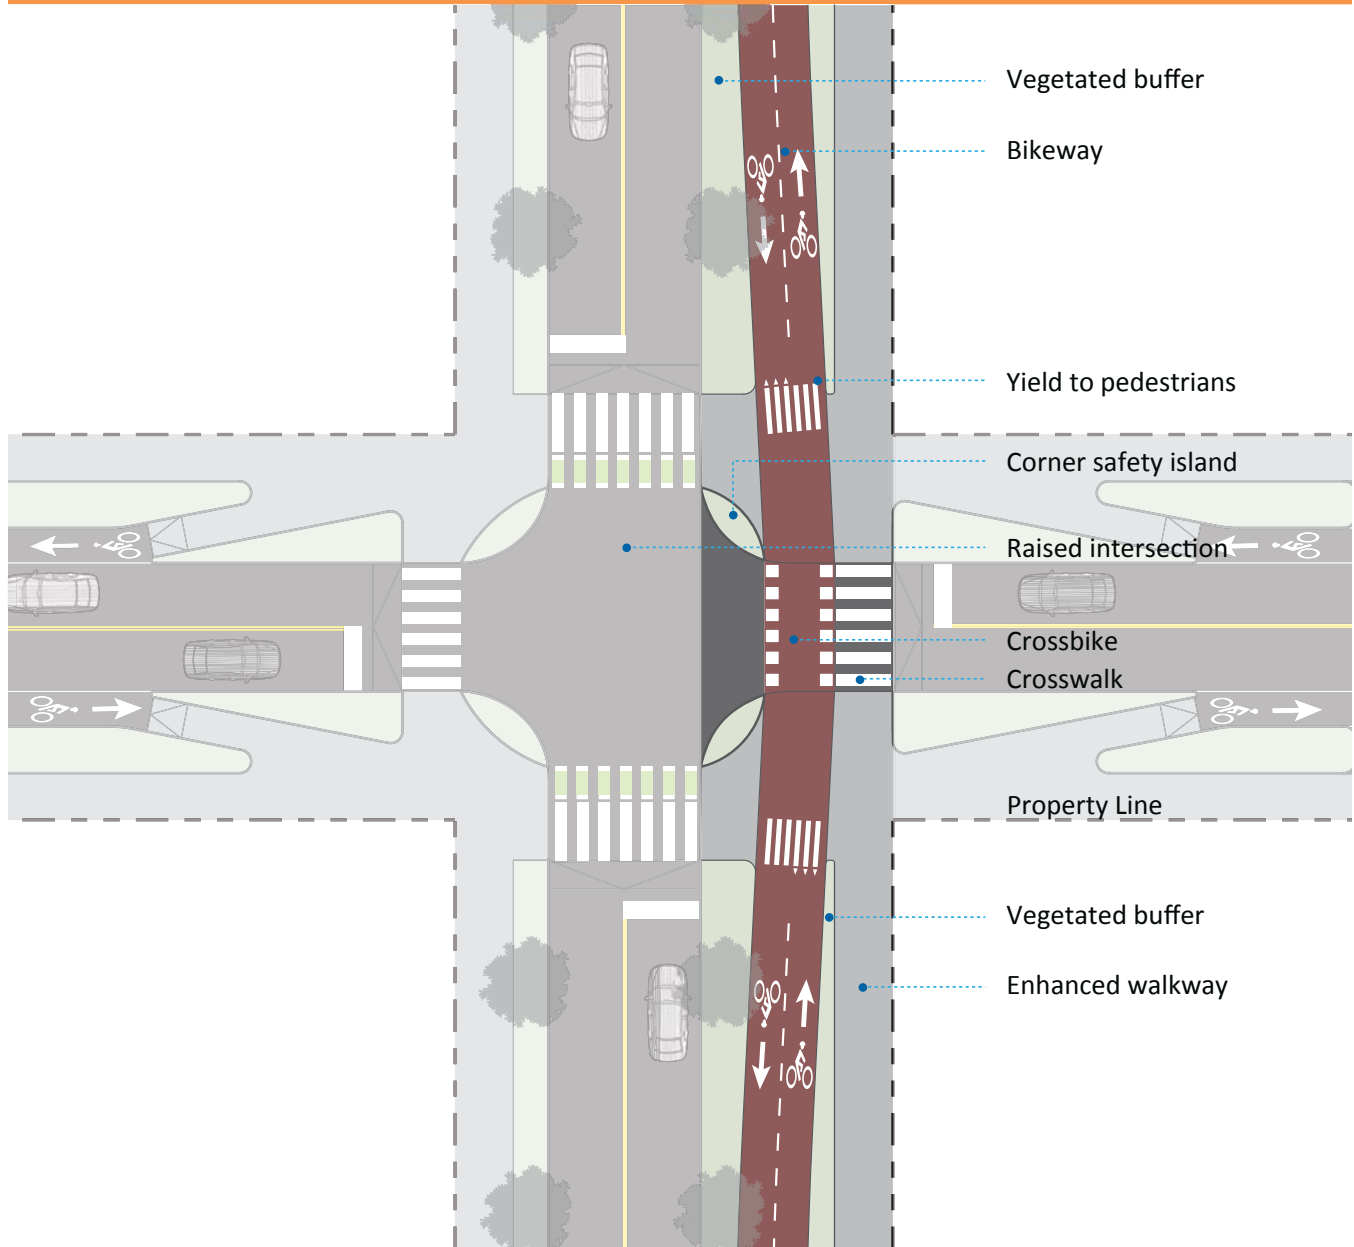 Vegetated buffer
Bikeway
Yield to pedestrians
Corner safety island
Raised intersection
Crossbike
Crosswalk
Property Line
Vegetated buffer
Enhanced walkway